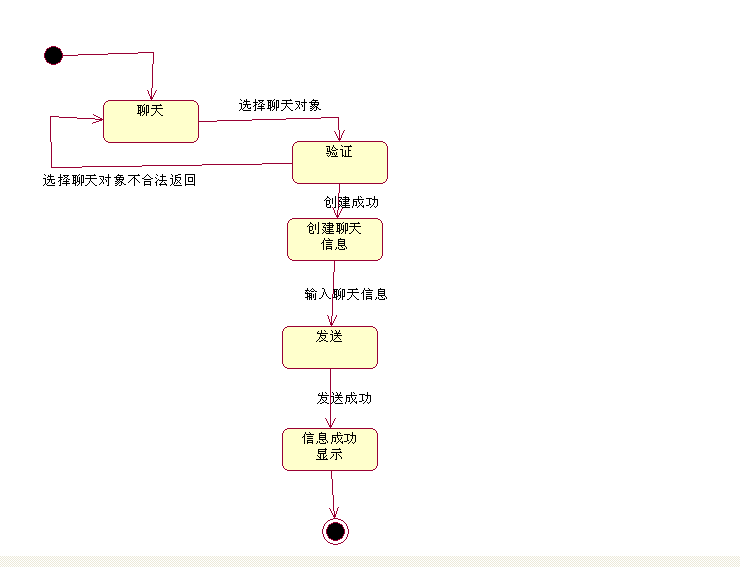 聊天
选择聊天对象
验证
选择聊天对象不合法返回
创建成功
创建聊天
信息
输入聊天信息
发送
发送成功
信息成功
显示